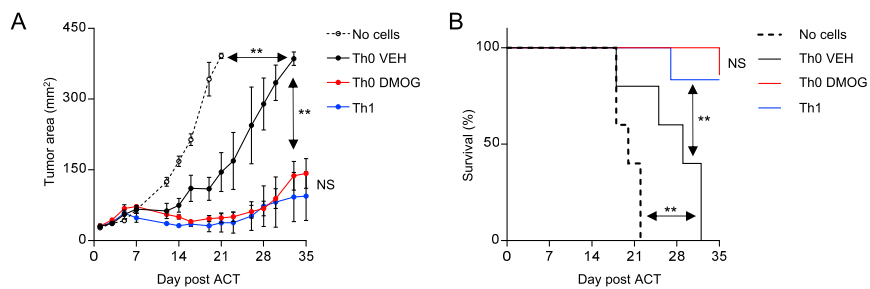 A
450
300
150
0
Tumor area (mm²)
0
7
14
21
28
35
Day post ACT
**
**
NS
No cells
Th0 VEH
Th0 DMOG
Th1
B
100
50
0
Survival (%)
0
7
14
21
28
35
Day post ACT
NS
**
**
No cells
Th0 VEH
Th0 DMOG
Th1